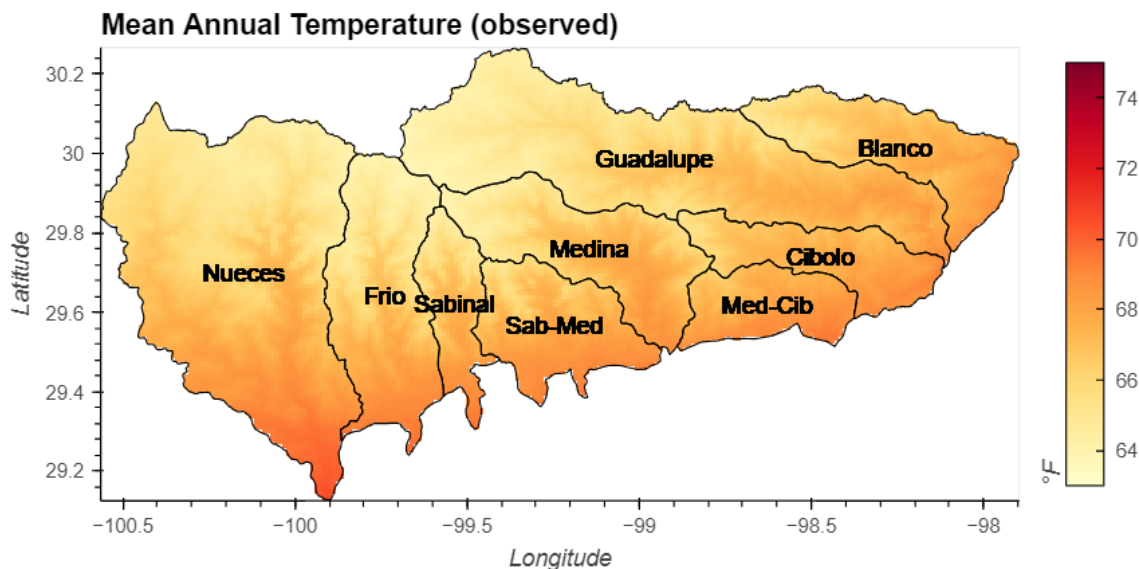 Mean Annual Temperature (observed)
30.2
30
29.8
29.6
29.4
29.2
Latitude
Blanco
Guadalupe
Medina
Cibolo
Nueces
Frio
Sabinal
Med-Cib
Sab-Med
−100.5
−100
−99.5
−99
−98.5
−98
Longitude
74
72
70
68
66
64
°F